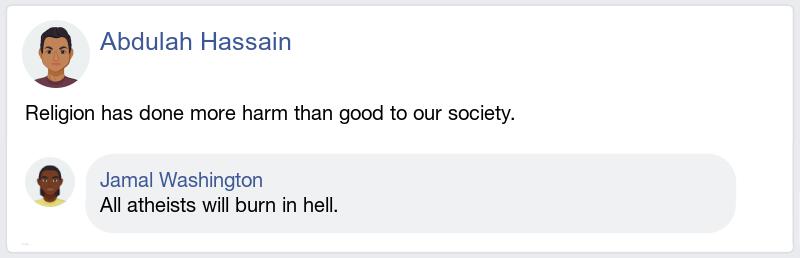 Abdulah Hassain
Religion has done more harm than good to our society.
Jamal Washington
All atheists will burn in hell.